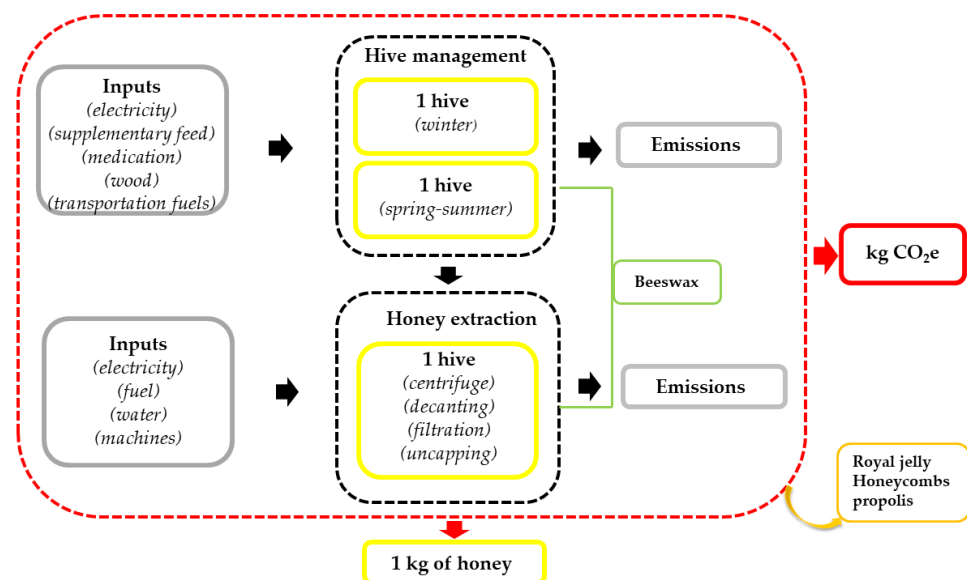 Hive management
Inputs
(electricity)
(supplementary feed)
(medication)
(wood)
(transportation fuels)
1 hive
(winter)
1 hive
(spring-summer)
Emissions
kg CO₂e
Beeswax
Inputs
(electricity)
(fuel)
(water)
(machines)
Honey extraction
1 hive
(centrifuge)
(decanting)
(filtration)
(uncapping)
Emissions
Royal jelly
Honeycombs
propolis
1 kg of honey